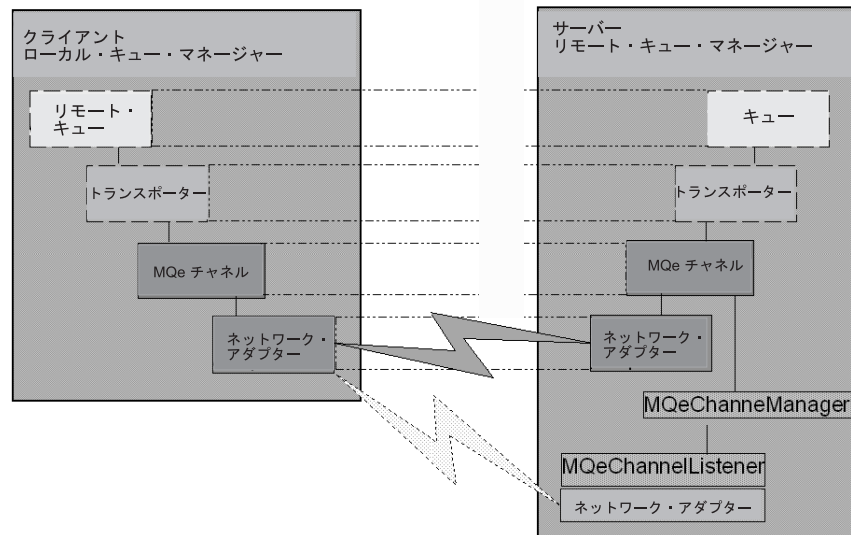 クライアント
ローカル・キュー・マネージャー
リモート・
キュー
トランスポーター
MQe チャネル
ネットワーク・
アダプター
サーバー
リモート・キュー・マネージャー
キュー
トランスポーター
MQe チャネル
ネットワーク・
アダプター
MQeChanneManager
MQeChannelListener
ネットワーク・アダプター